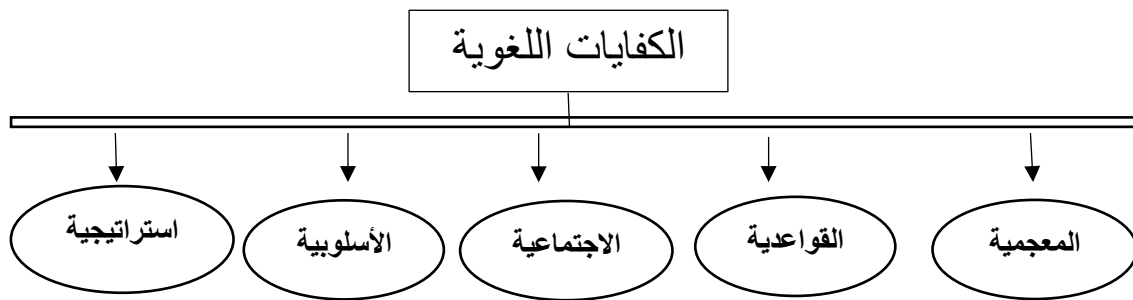 الكفايات اللغوية
المعجمية
القواعدية
الاجتماعية
الأسلوبية
استراتيجية